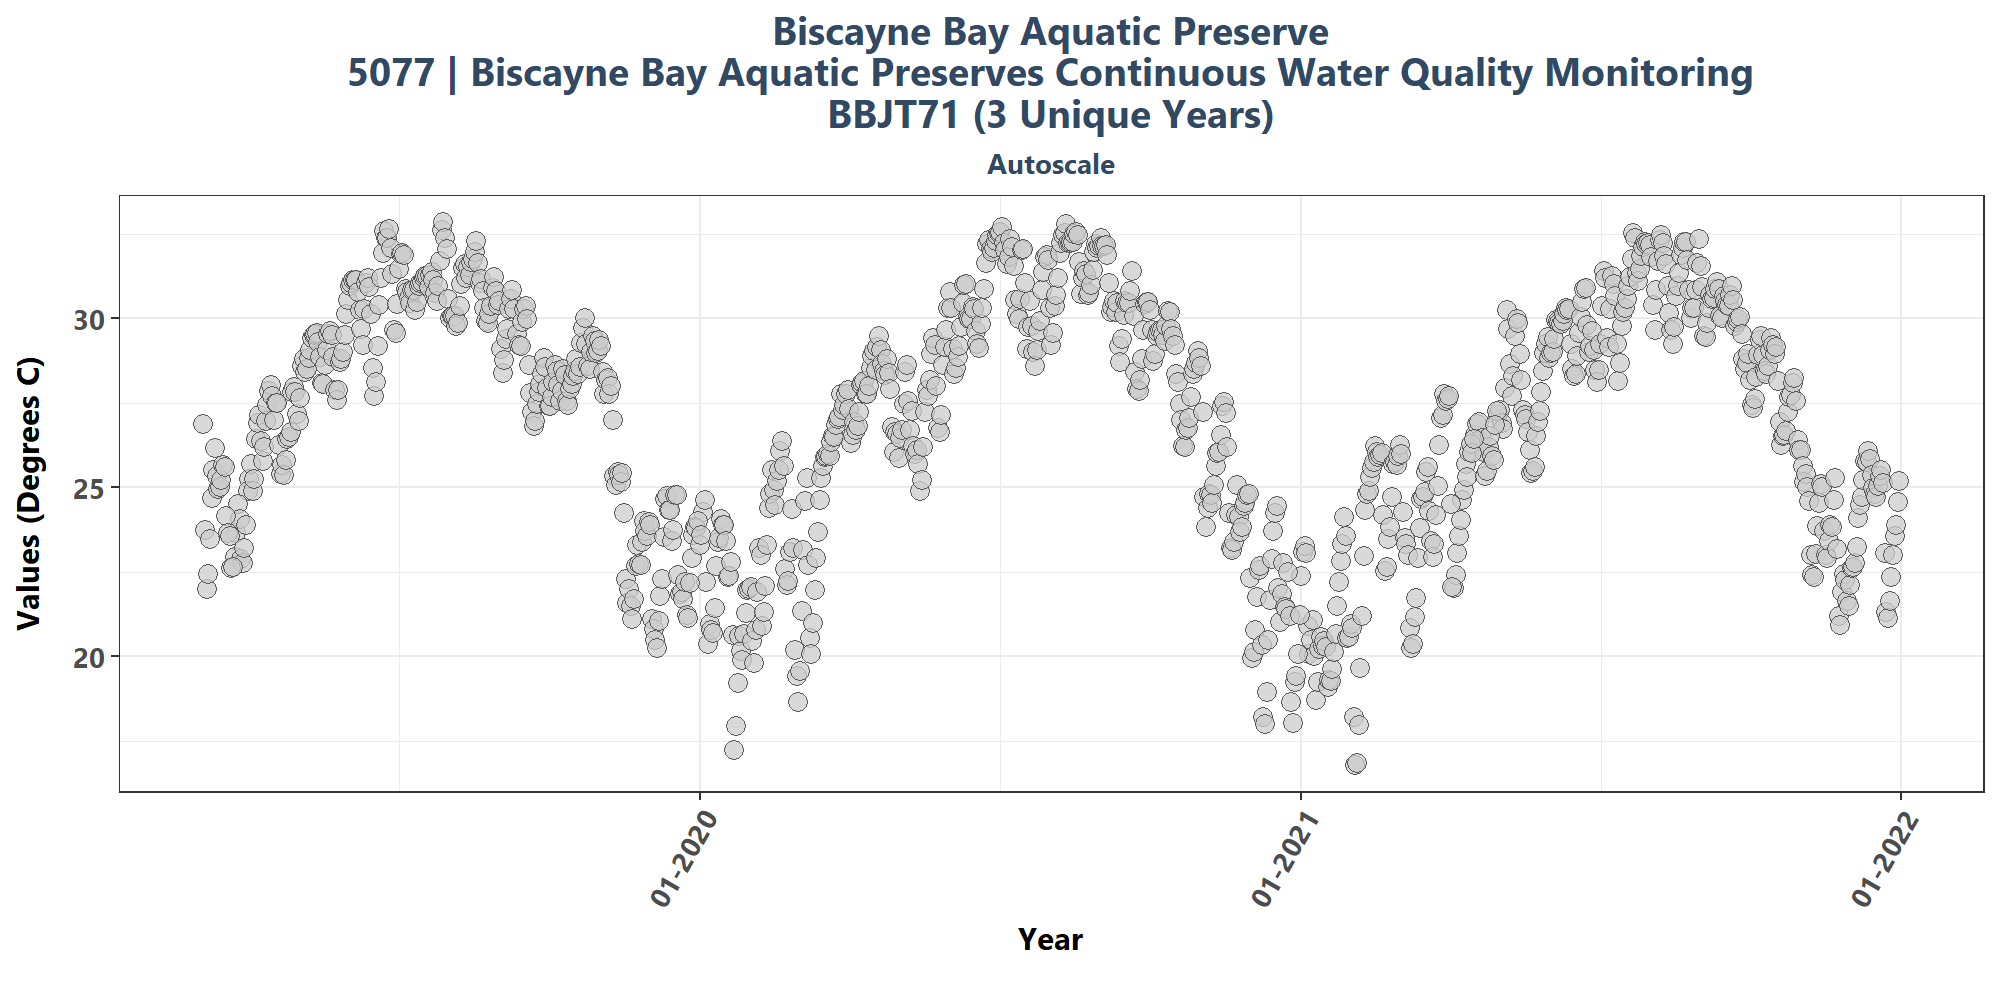 Biscayne Bay Aquatic Preserve
5077 | Biscayne Bay Aquatic Preserves Continuous Water Quality Monitoring
BBJT71 (3 Unique Years)
Autoscale
Values (Degrees C)
30
25
20
01-2020
01-2021
01-2022
Year